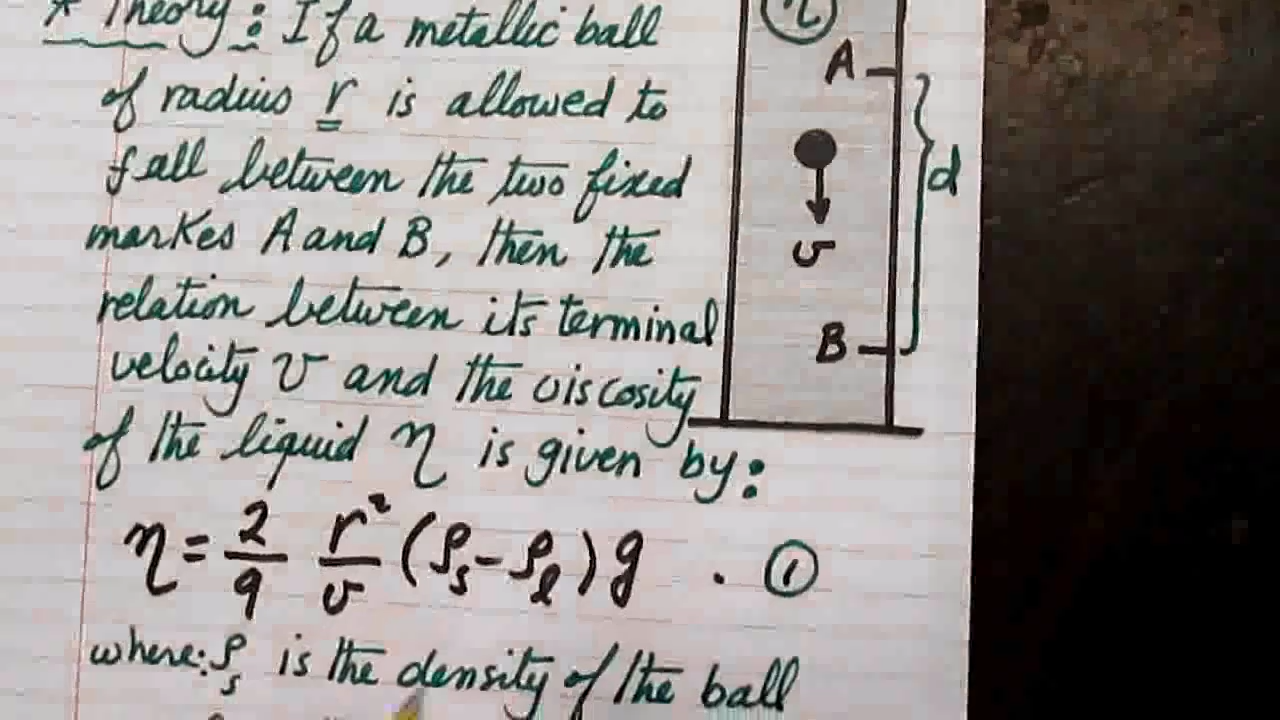 * Theory: If a metallic ball
of radius r is allowed to
fall between the two fixed
markes A and B, then the
relation between its terminal
velocity v and the viscosity
of the liquid η is given by:
η = 2/9 r²/v (ρs - ρl) g . ①
where: ρs is the density of the ball
η
A
d
v
B